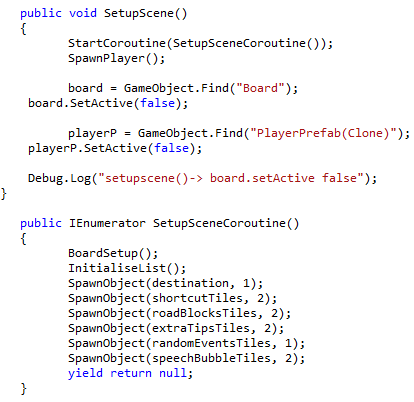 public void SetupScene()
{
StartCoroutine(SetupSceneCoroutine());
SpawnPlayer();
board = GameObject.Find("Board");
board.SetActive(false);
playerP = GameObject.Find("PlayerPrefab(Clone)");
playerP.SetActive(false);
Debug.Log("setupscene()-> board.setActive false");
}
public IEnumerator SetupSceneCoroutine()
{
BoardSetup();
InitialiseList();
SpawnObject(destination, 1);
SpawnObject(shortcutTiles, 2);
SpawnObject(roadBlocksTiles, 2);
SpawnObject(extraTipsTiles, 2);
SpawnObject(randomEventsTiles, 1);
SpawnObject(speechBubbleTiles, 2);
yield return null;
}